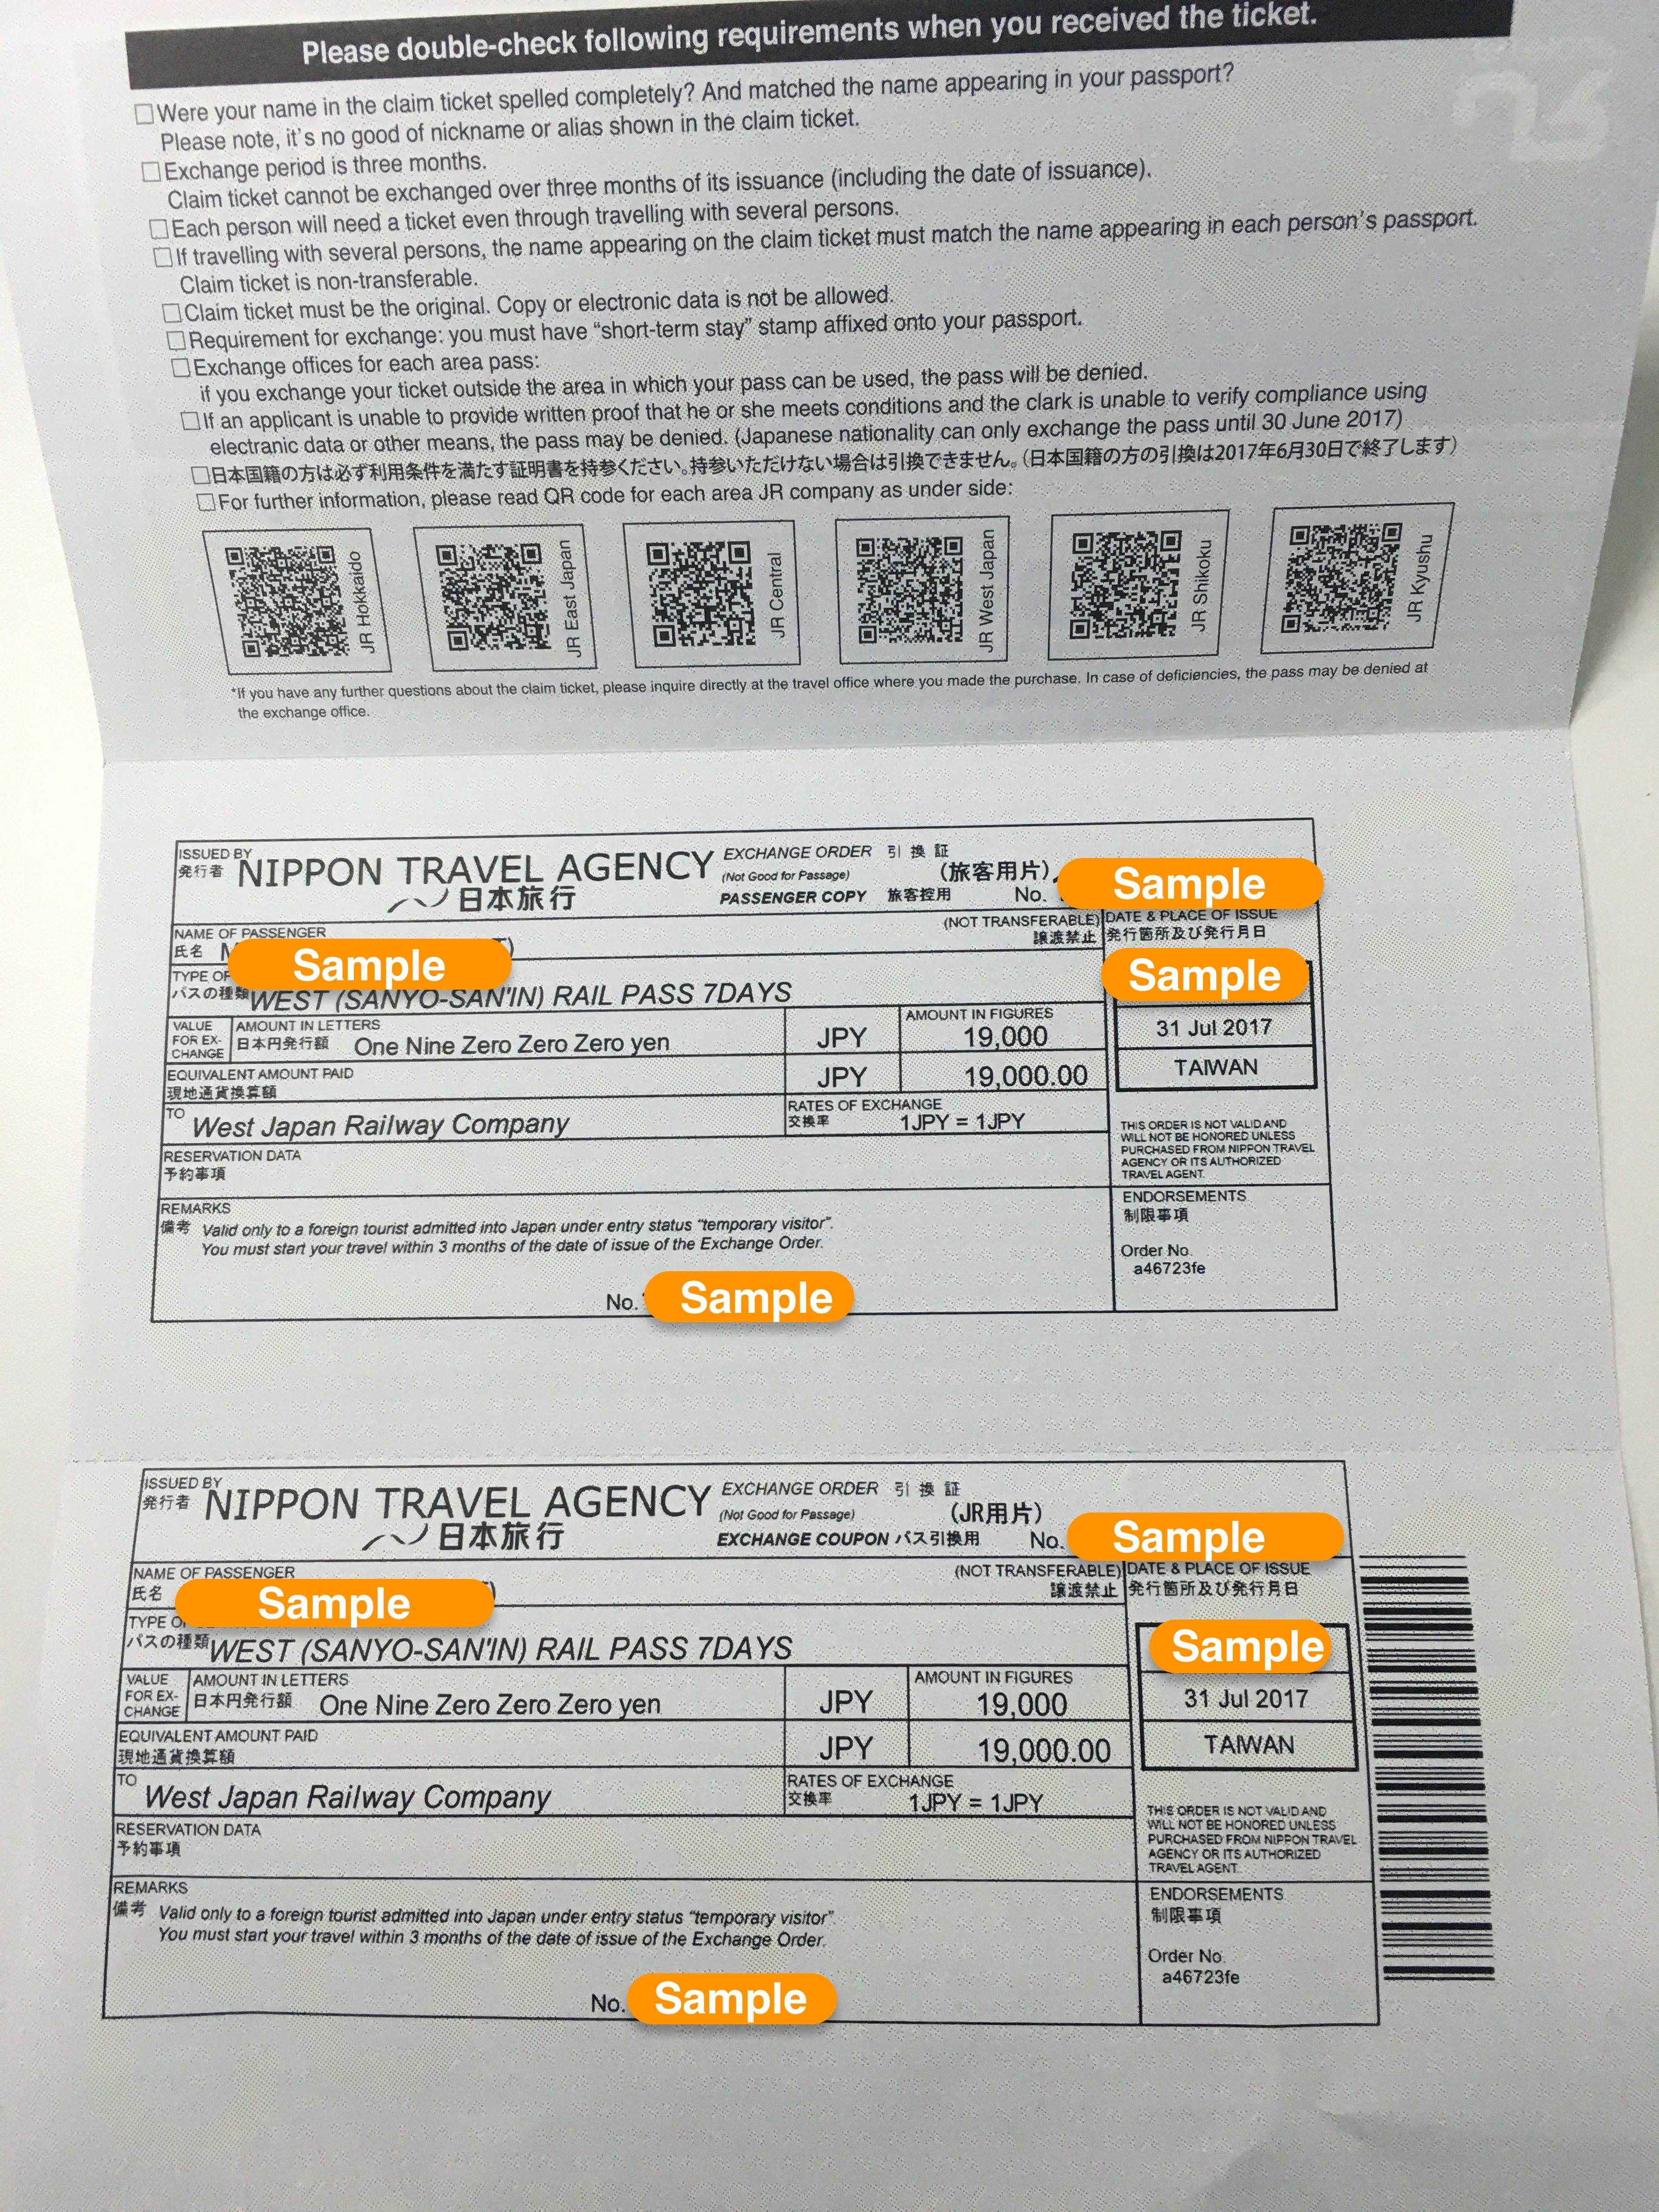 Please double-check following requirements when you received the ticket.
□Were your name in the claim ticket spelled completely? And matched the name appearing in your passport?
Please note, it's no good of nickname or alias shown in the claim ticket.
□Exchange period is three months.
Claim ticket cannot be exchanged over three months of its issuance (including the date of issuance).
□Each person will need a ticket even through travelling with several persons.
□If travelling with several persons, the name appearing on the claim ticket must match the name appearing in each person's passport.
Claim ticket is non-transferable.
□Claim ticket must be the original. Copy or electronic data is not be allowed.
□Requirement for exchange: you must have “short-term stay” stamp affixed onto your passport.
□Exchange offices for each area pass:
if you exchange your ticket outside the area in which your pass can be used, the pass will be denied.
□If an applicant is unable to provide written proof that he or she meets conditions and the clark is unable to verify compliance using
electranic data or other means, the pass may be denied. (Japanese nationality can only exchange the pass until 30 June 2017)
□日本国籍の方は必ず利用条件を満たす証明書を持参ください。持参いただけない場合は引換できません。（日本国籍の方の引換は2017年6月30日で終了します）
□For further information, please read QR code for each area JR company as under side:
JR Hokkaido
JR East Japan
JR Central
JR West Japan
JR Shikoku
JR Kyushu
*If you have any further questions about the claim ticket, please inquire directly at the travel office where you made the purchase. In case of deficiencies, the pass may be denied at
the exchange office.
ISSUED BY
発行者 NIPPON TRAVEL AGENCY
日本旅行
EXCHANGE ORDER 引換証
(Not Good for Passage) (旅客用片)
PASSENGER COPY 旅客控用 No. Sample
NAME OF PASSENGER (NOT TRANSFERABLE)
氏名 Sample 譲渡禁止
DATE & PLACE OF ISSUE
発行箇所及び発行月日
Sample
TYPE OF
パスの種類 WEST (SANYO-SAN'IN) RAIL PASS 7DAYS
VALUE FOR EX-CHANGE
AMOUNT IN LETTERS
日本円発行額 One Nine Zero Zero Zero yen
JPY
AMOUNT IN FIGURES
19,000
31 Jul 2017
EQUIVALENT AMOUNT PAID
現地通貨換算額
JPY 19,000.00
TAIWAN
TO West Japan Railway Company
RATES OF EXCHANGE
交換率 1JPY = 1JPY
THIS ORDER IS NOT VALID AND
WILL NOT BE HONORED UNLESS
PURCHASED FROM NIPPON TRAVEL
AGENCY OR ITS AUTHORIZED
TRAVEL AGENT.
RESERVATION DATA
予約事項
REMARKS
備考 Valid only to a foreign tourist admitted into Japan under entry status “temporary visitor”.
You must start your travel within 3 months of the date of issue of the Exchange Order.
ENDORSEMENTS
制限事項
Order No.
a46723fe
No. Sample
ISSUED BY
発行者 NIPPON TRAVEL AGENCY
日本旅行
EXCHANGE ORDER 引換証
(Not Good for Passage) (JR用片)
EXCHANGE COUPON パス引換用 No. Sample
NAME OF PASSENGER (NOT TRANSFERABLE)
氏名 Sample 譲渡禁止
DATE & PLACE OF ISSUE
発行箇所及び発行月日
Sample
TYPE OF
パスの種類 WEST (SANYO-SAN'IN) RAIL PASS 7DAYS
VALUE FOR EX-CHANGE
AMOUNT IN LETTERS
日本円発行額 One Nine Zero Zero Zero yen
JPY
AMOUNT IN FIGURES
19,000
31 Jul 2017
EQUIVALENT AMOUNT PAID
現地通貨換算額
JPY 19,000.00
TAIWAN
TO West Japan Railway Company
RATES OF EXCHANGE
交換率 1JPY = 1JPY
THIS ORDER IS NOT VALID AND
WILL NOT BE HONORED UNLESS
PURCHASED FROM NIPPON TRAVEL
AGENCY OR ITS AUTHORIZED
TRAVEL AGENT.
RESERVATION DATA
予約事項
REMARKS
備考 Valid only to a foreign tourist admitted into Japan under entry status “temporary visitor”.
You must start your travel within 3 months of the date of issue of the Exchange Order.
ENDORSEMENTS
制限事項
Order No.
a46723fe
No. Sample